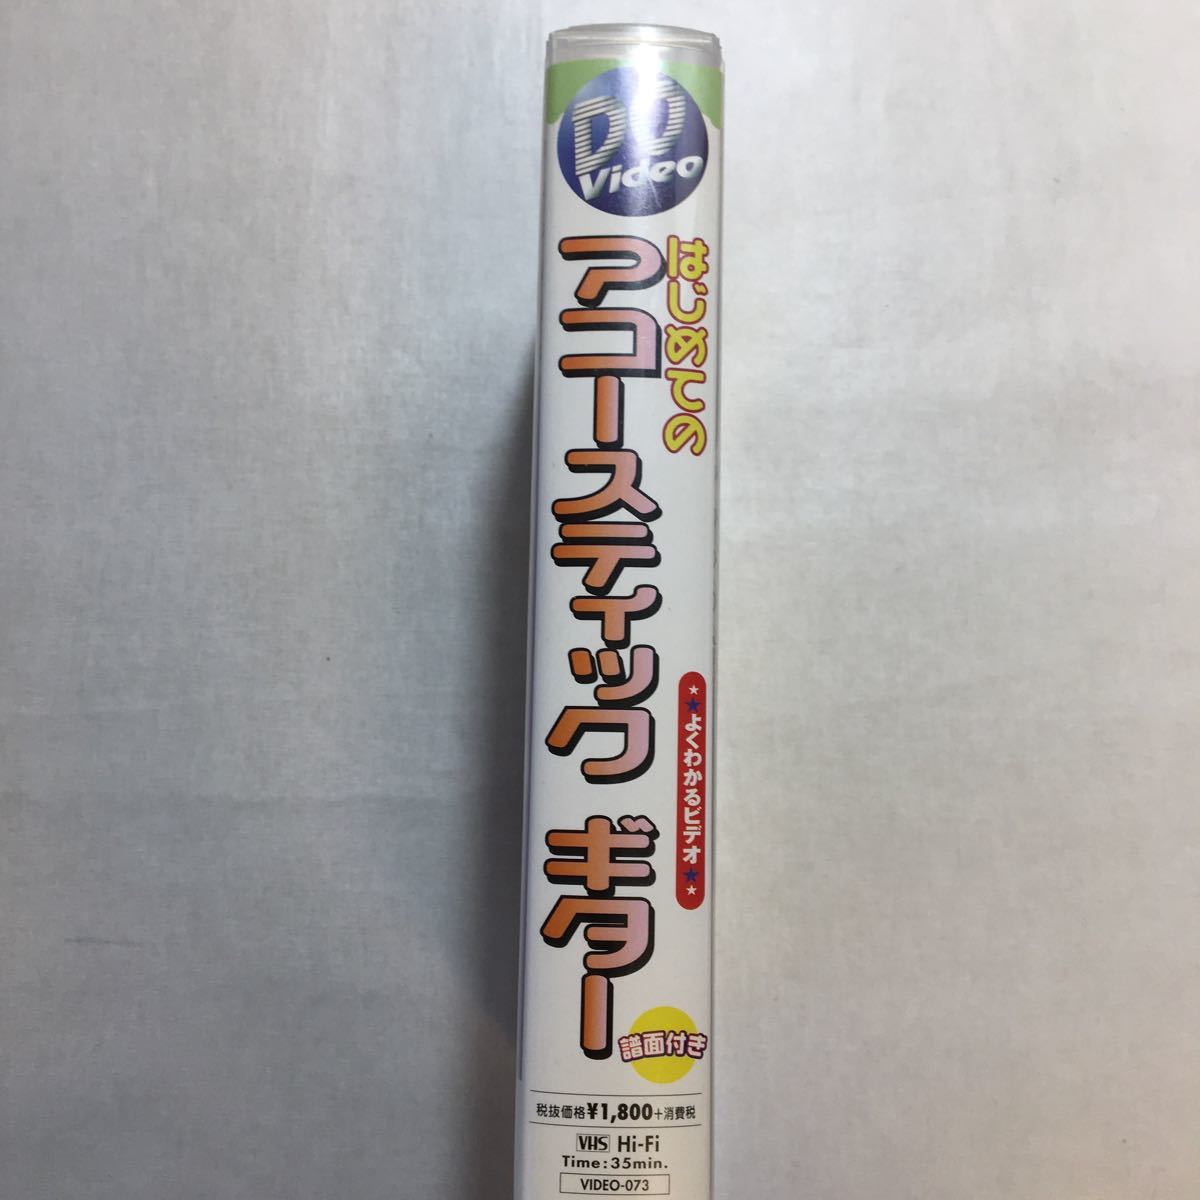 DO
Video
はじめての
アコースティック ギター
★★よくわかるビデオ★★
譜面付き
税抜価格¥1,800+消費税
VHS Hi-Fi
Time:35min.
VIDEO-073